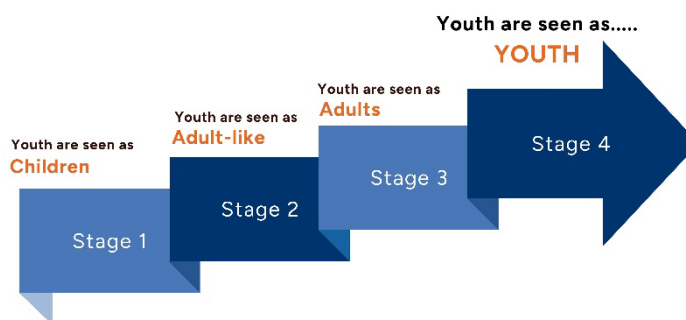 Youth are seen as
Children
Stage 1
Youth are seen as
Adult-like
Stage 2
Youth are seen as
Adults
Stage 3
Youth are seen as.....
YOUTH
Stage 4